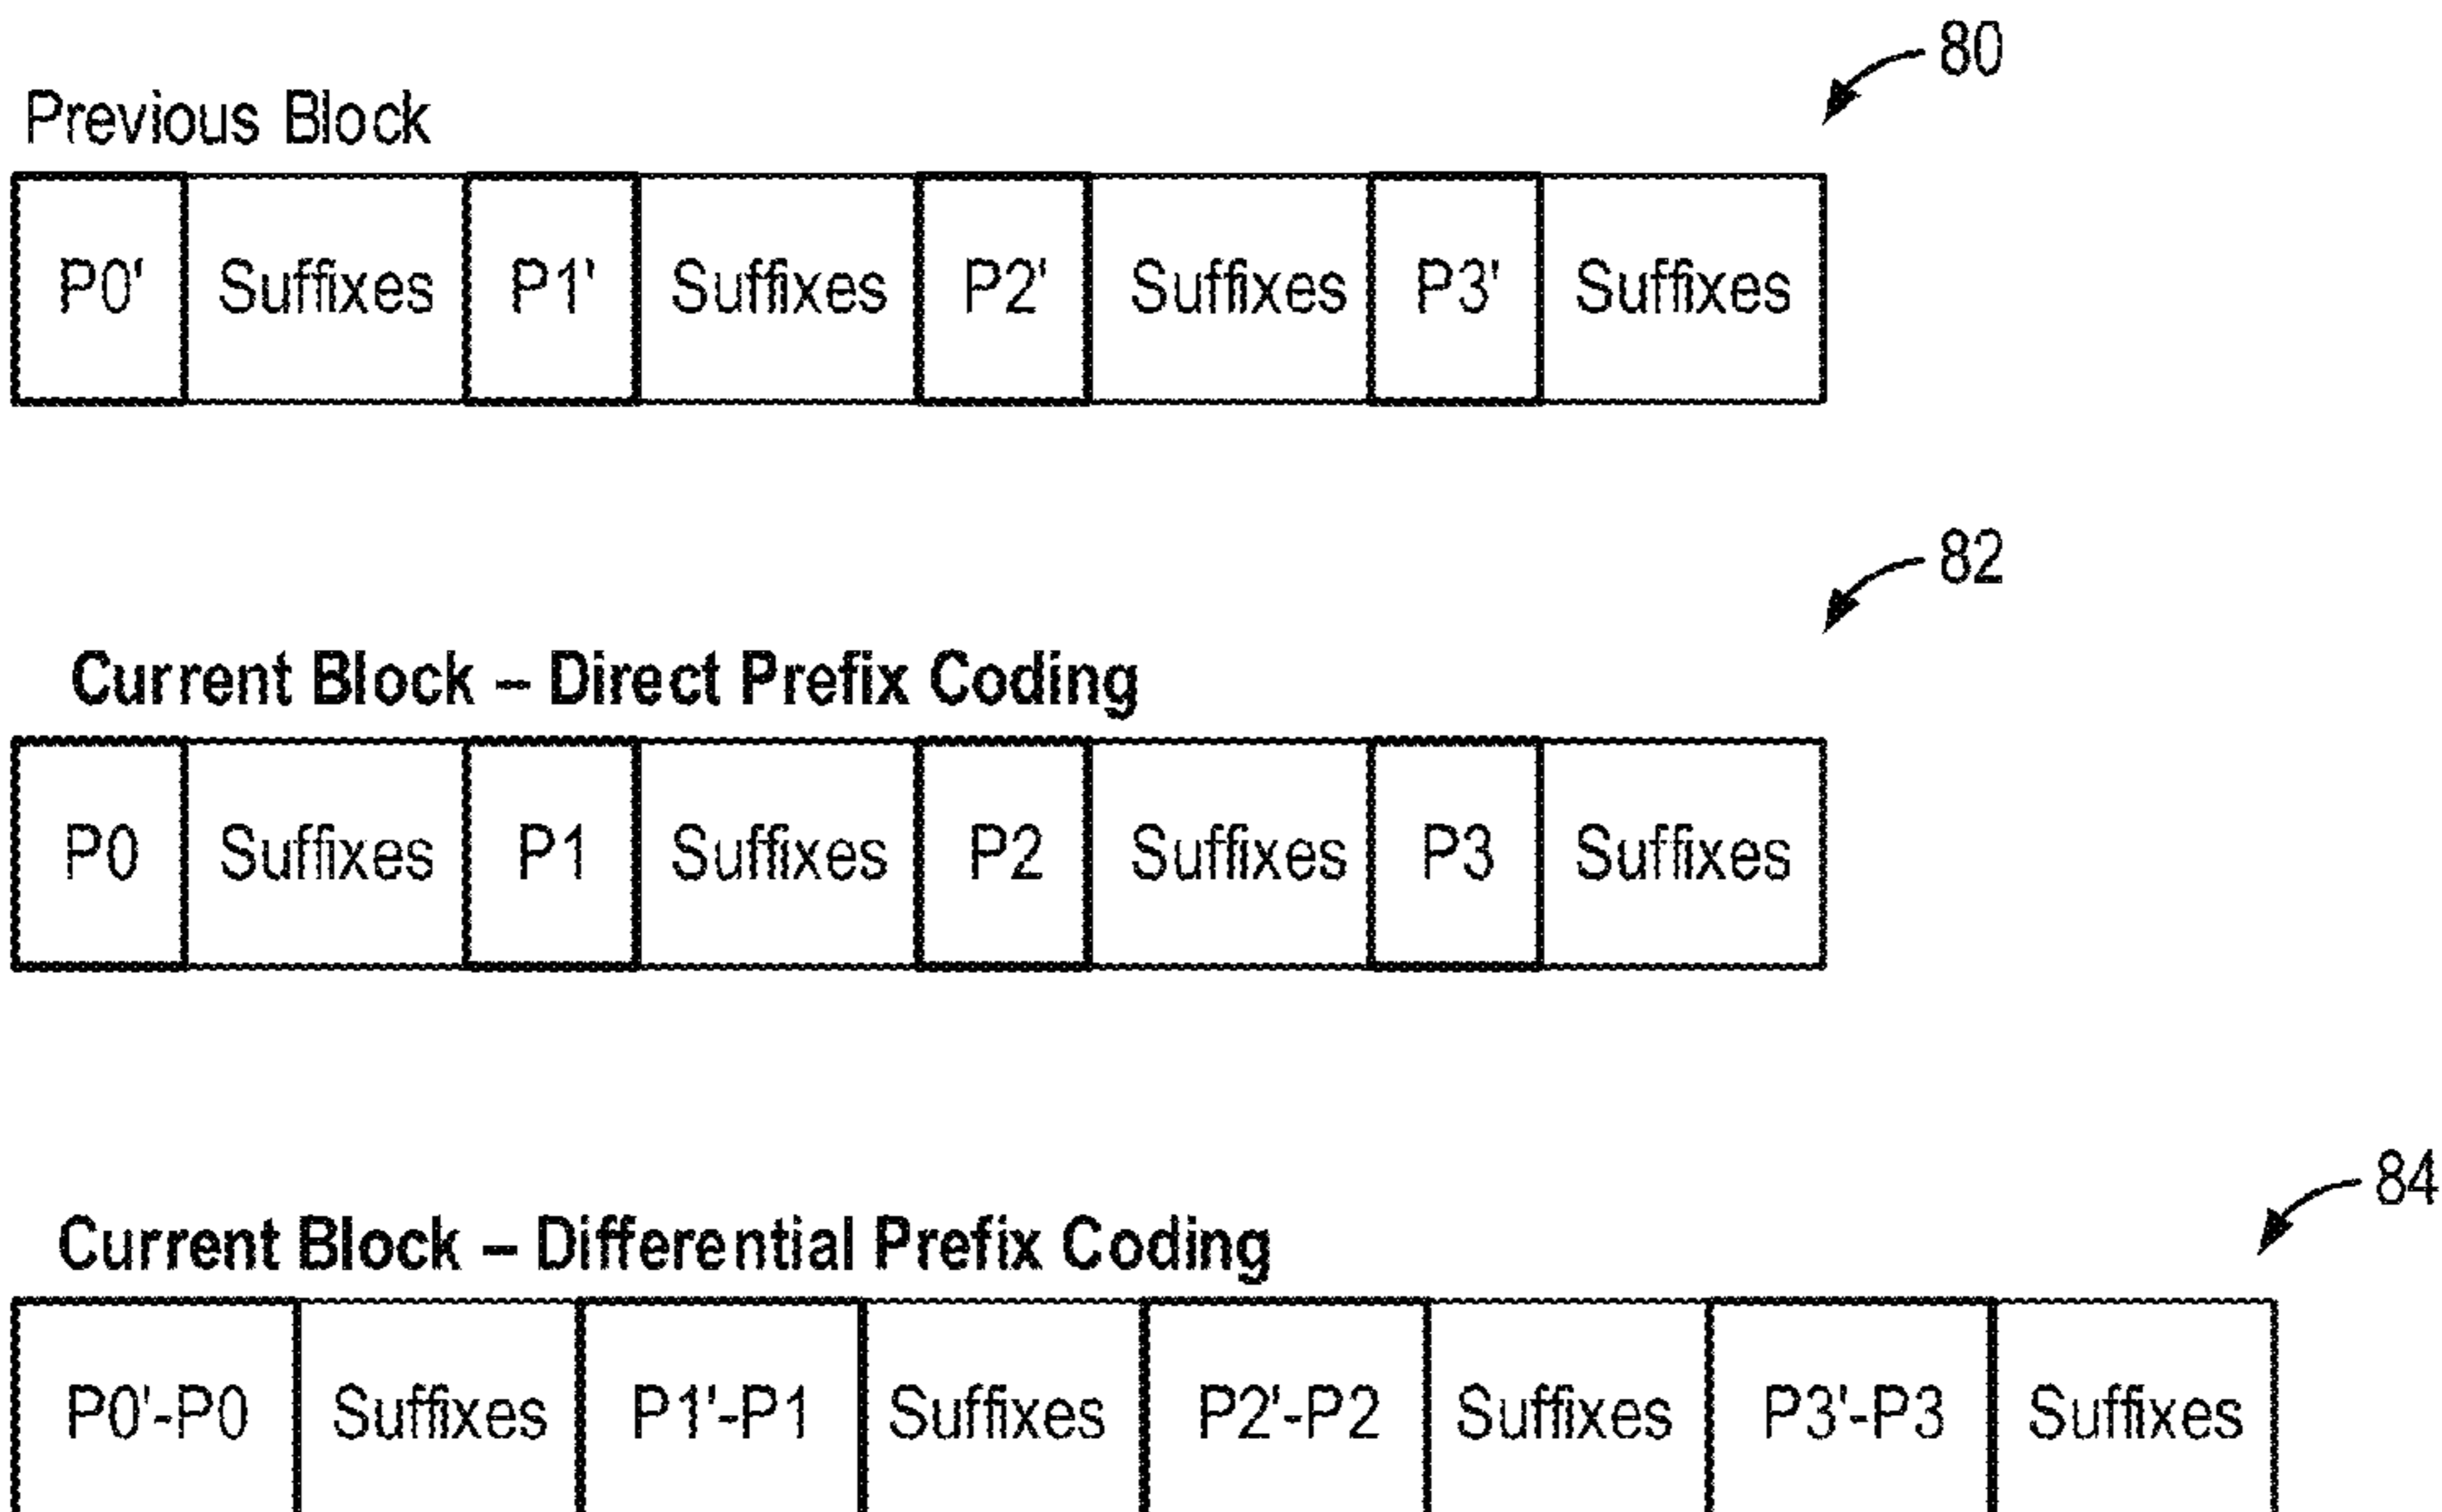 80
Previous Block
P0' Suffixes P1' Suffixes P2' Suffixes P3' Suffixes
82
Current Block – Direct Prefix Coding
P0 Suffixes P1 Suffixes P2 Suffixes P3 Suffixes
84
Current Block – Differential Prefix Coding
P0'-P0 Suffixes P1'-P1 Suffixes P2'-P2 Suffixes P3'-P3 Suffixes